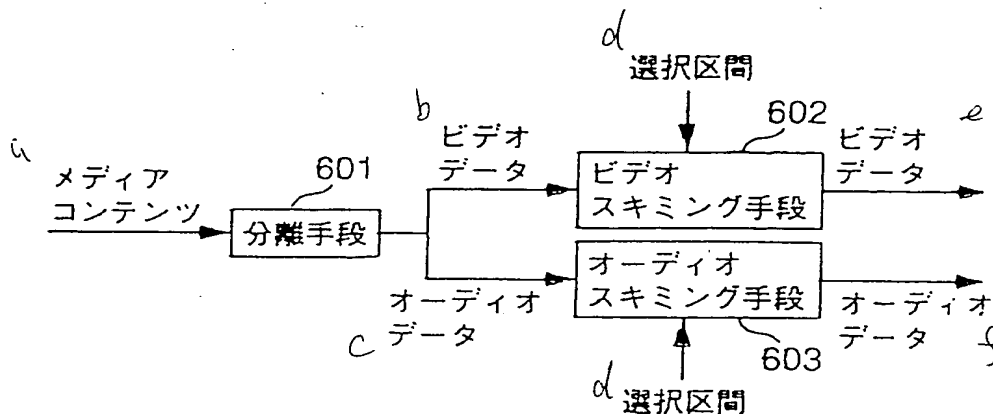 d
選択区間
b
602
e
a
ビデオ
データ
ビデオ
データ
メディア
コンテンツ
601
ビデオ
スキミング手段
分離手段
オーディオ
スキミング手段
オーディオ
データ
オーディオ
データ
c
603
f
d
選択区間